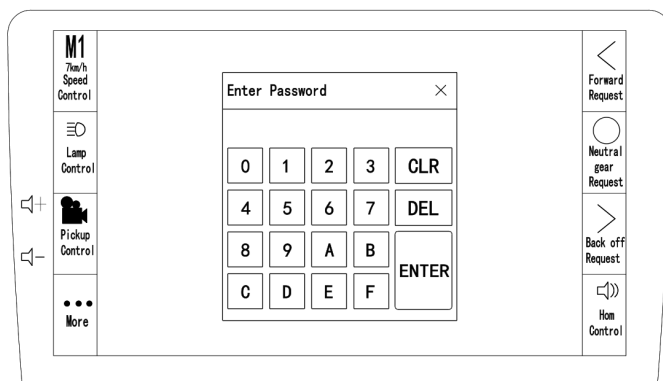 M1
7km/h
Speed
Control
Lamp
Control
Pickup
Control
More
Enter Password
0 1 2 3 CLR
4 5 6 7 DEL
8 9 A B
ENTER
C D E F
Forward
Request
Neutral
gear
Request
Back off
Request
Hom
Control